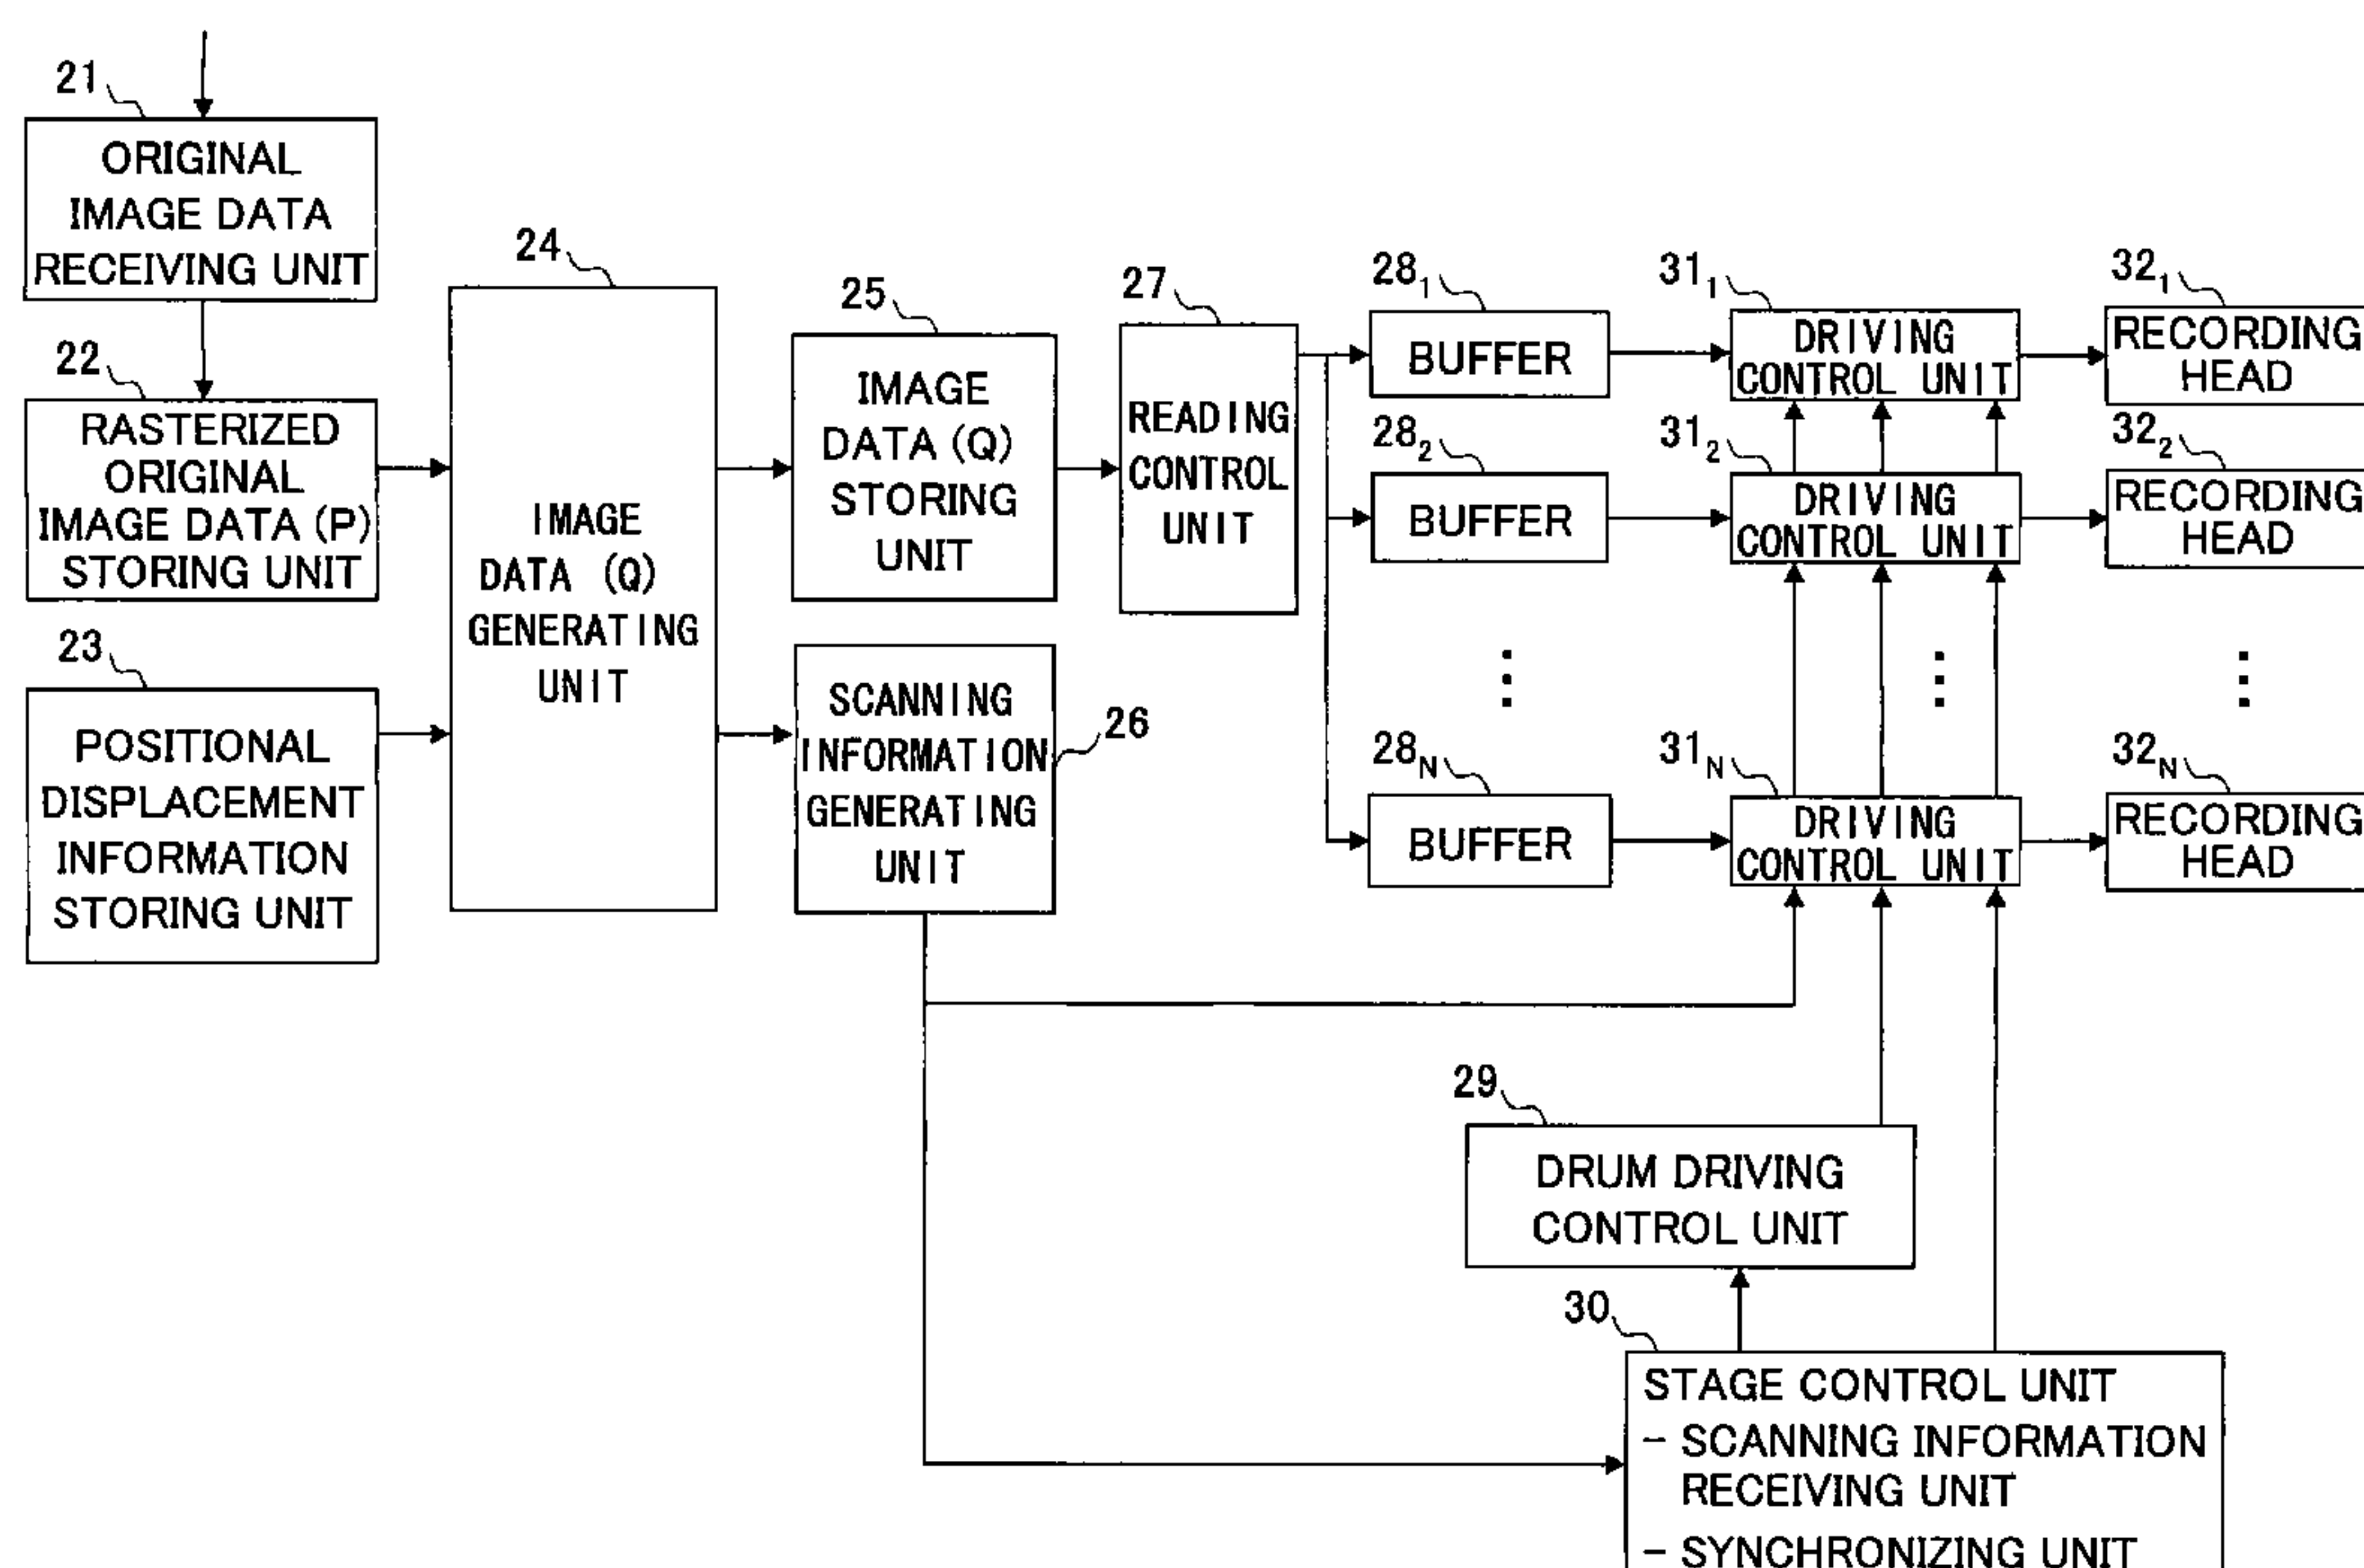 21
ORIGINAL
IMAGE DATA
RECEIVING UNIT
22
RASTERIZED
ORIGINAL
IMAGE DATA (P)
STORING UNIT
23
POSITIONAL
DISPLACEMENT
INFORMATION
STORING UNIT
24
IMAGE
DATA (Q)
GENERATING
UNIT
25
IMAGE
DATA (Q)
STORING
UNIT
26
SCANNING
INFORMATION
GENERATING
UNIT
27
READING
CONTROL
UNIT
28₁
BUFFER
28₂
BUFFER
⋮
28N
BUFFER
31₁
DRIVING
CONTROL UNIT
31₂
DRIVING
CONTROL UNIT
⋮
31N
DRIVING
CONTROL UNIT
32₁
RECORDING
HEAD
32₂
RECORDING
HEAD
⋮
32N
RECORDING
HEAD
29
DRUM DRIVING
CONTROL UNIT
30
STAGE CONTROL UNIT
– SCANNING INFORMATION
RECEIVING UNIT
– SYNCHRONIZING UNIT